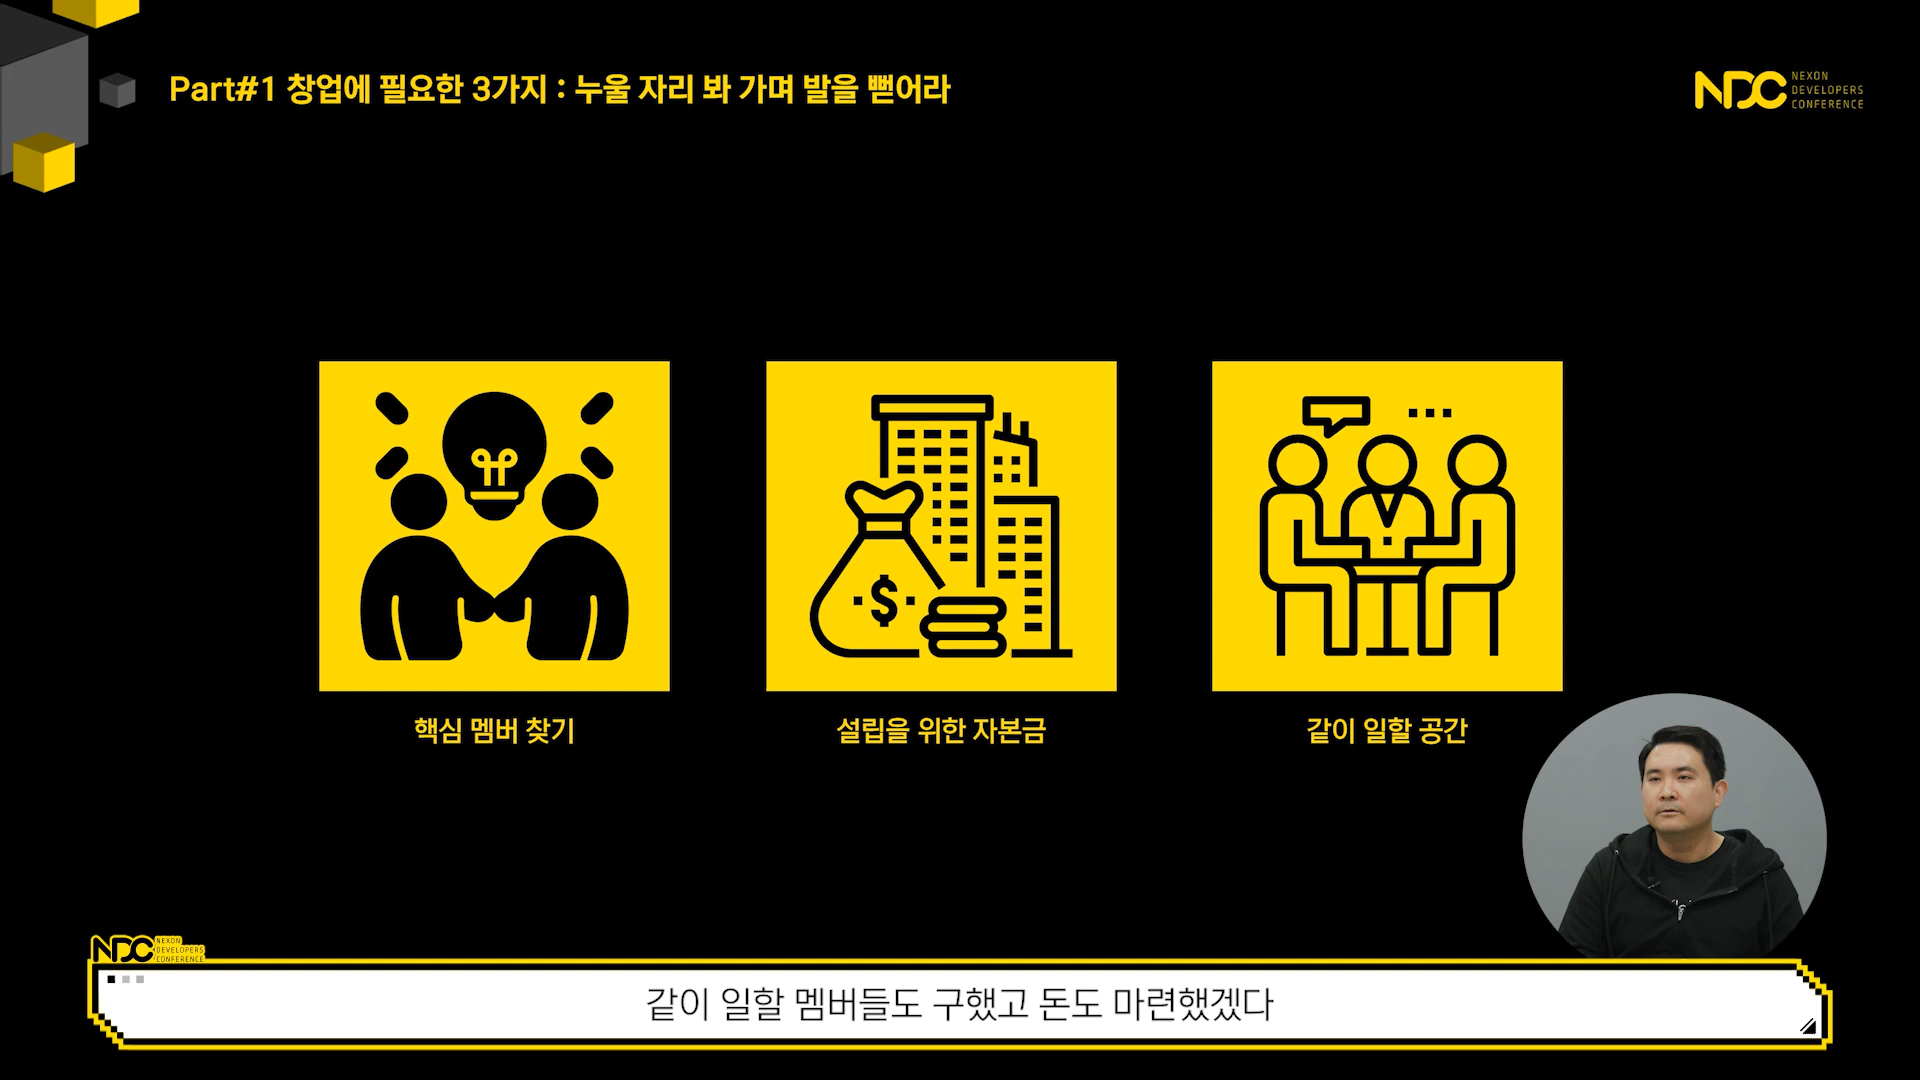 Part#1 창업에 필요한 3가지 : 누울 자리 봐 가며 발을 뻗어라
NDC NEXON
DEVELOPERS
CONFERENCE
$
핵심 멤버 찾기
설립을 위한 자본금
같이 일할 공간
NDC NEXON
DEVELOPERS
CONFERENCE
같이 일할 멤버들도 구했고 돈도 마련했겠다